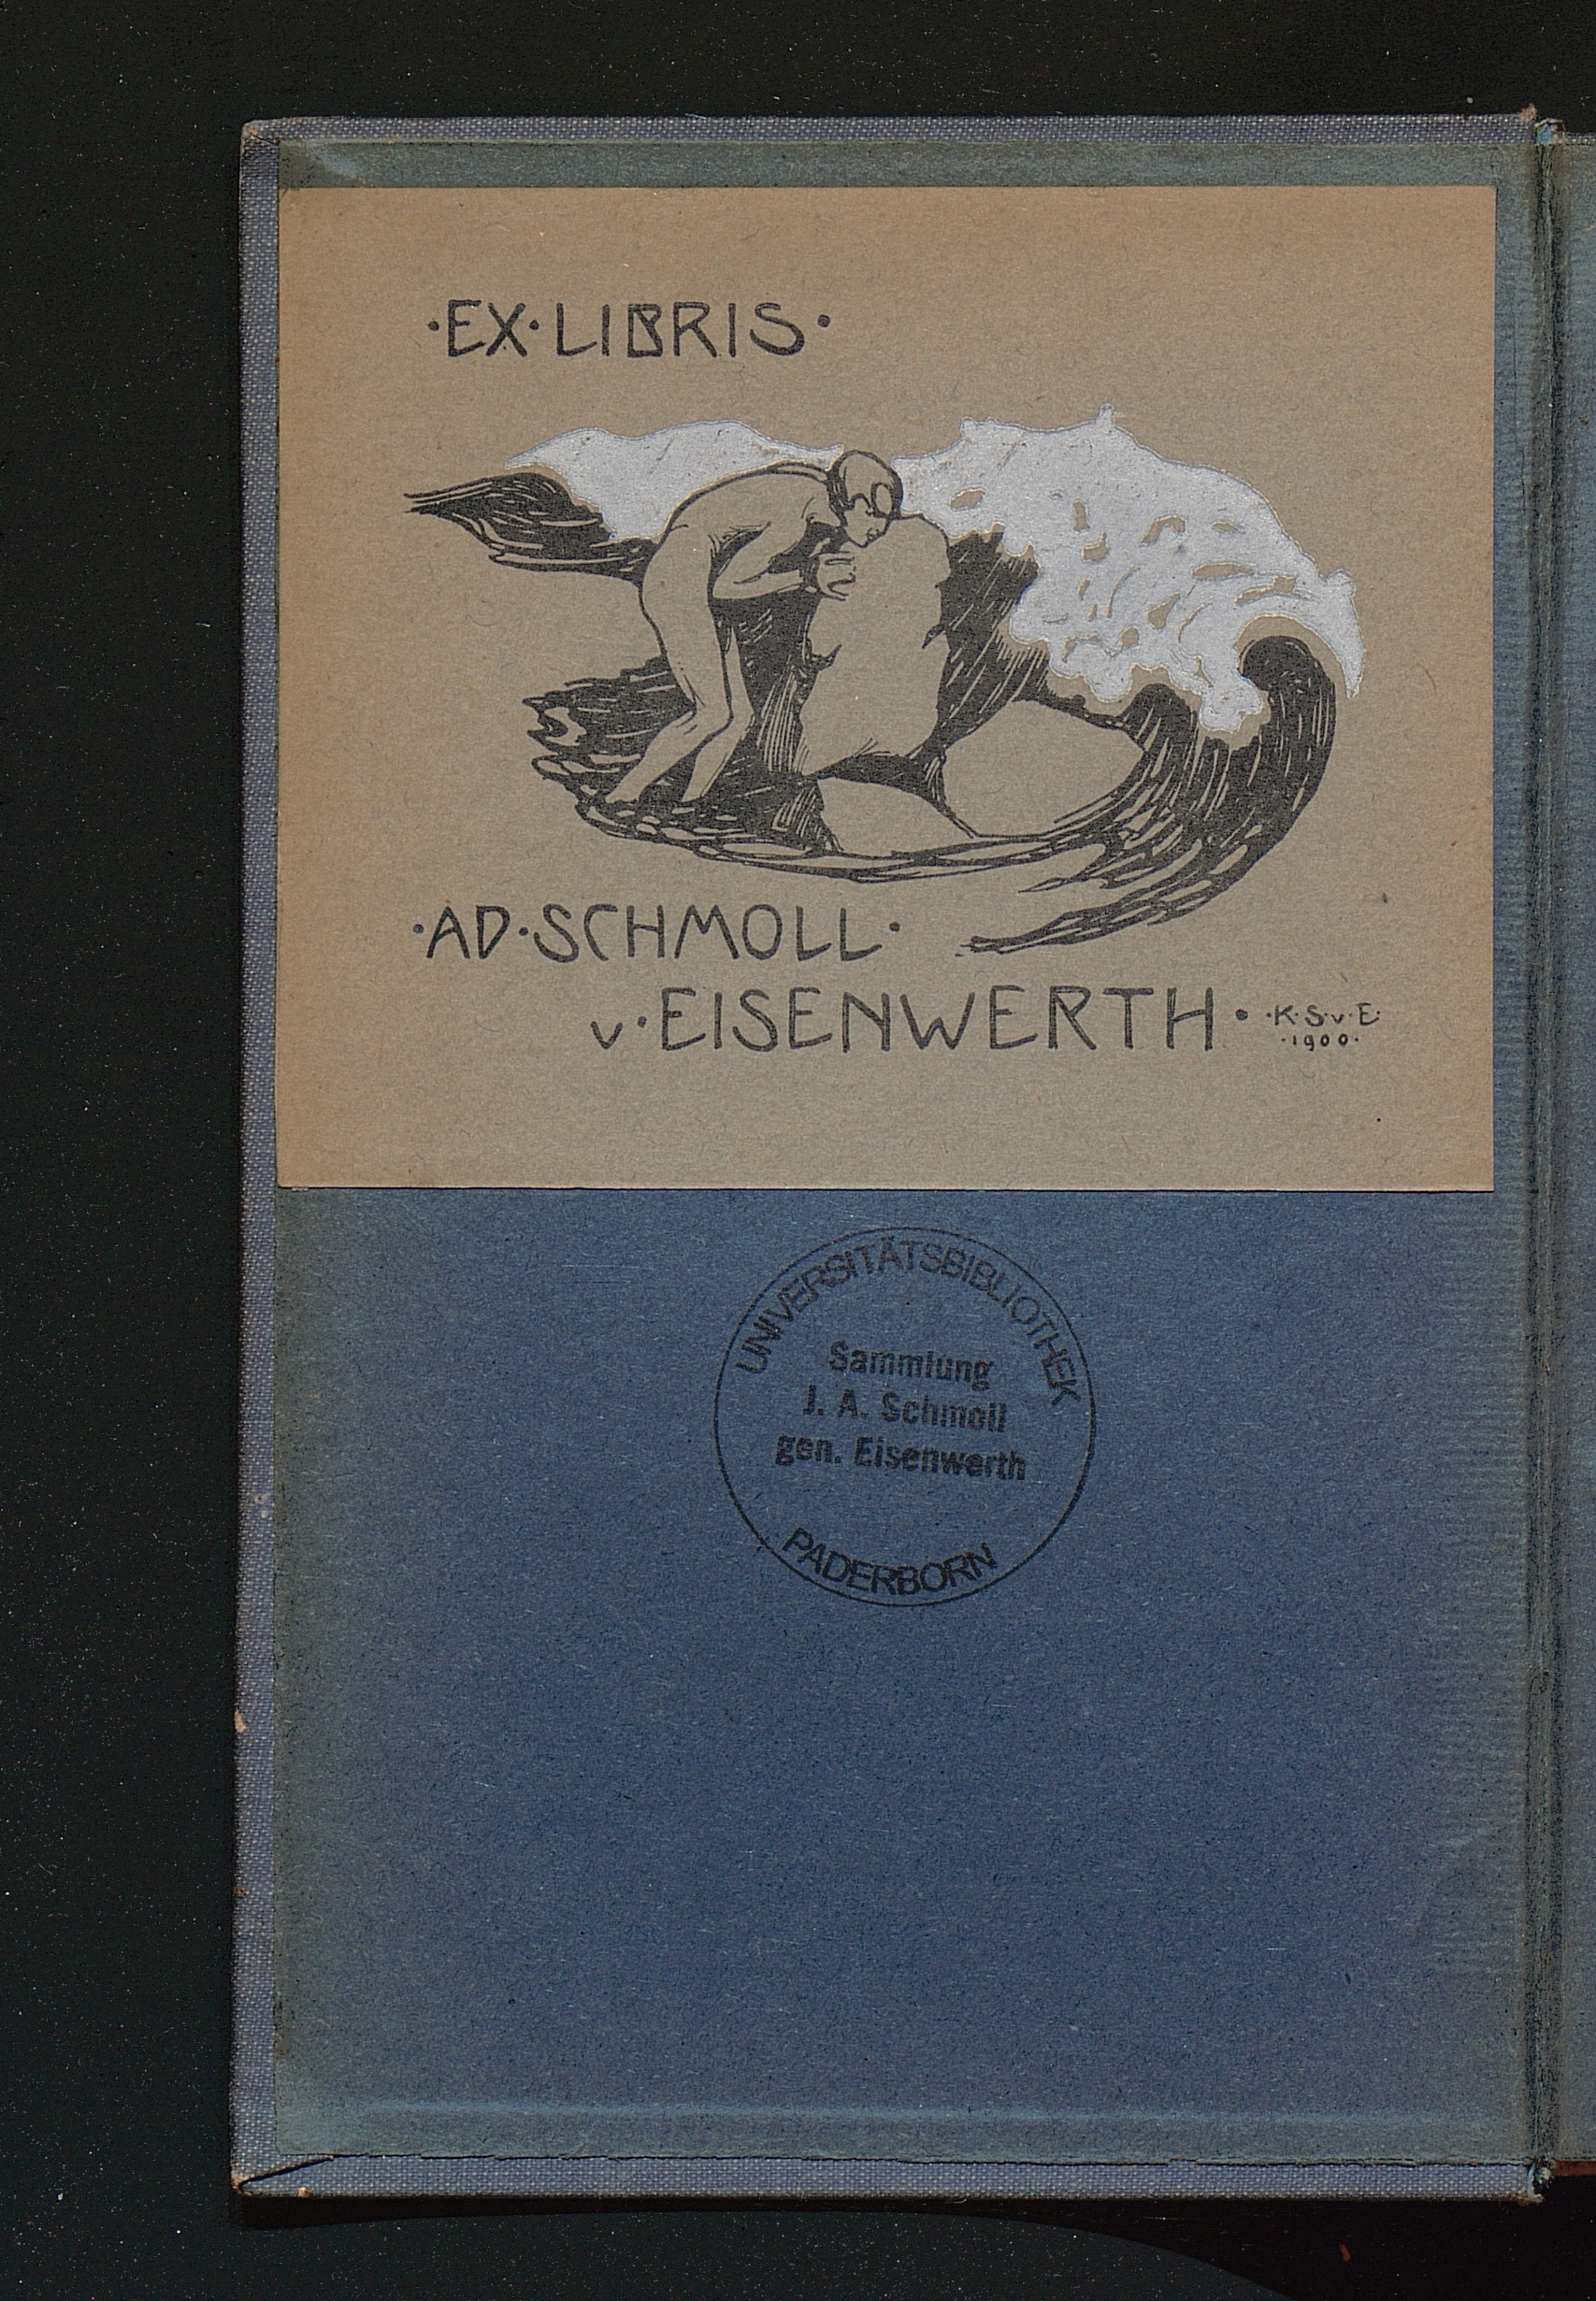 ·EX·LIBRIS·
·AD·SCHMOLL·
v·EISENWERTH·
·K·S·v·E·
·1900·
UNIVERSITÄTSBIBLIOTHEK
Sammlung
J. A. Schmoll
gen. Eisenwerth
PADERBORN